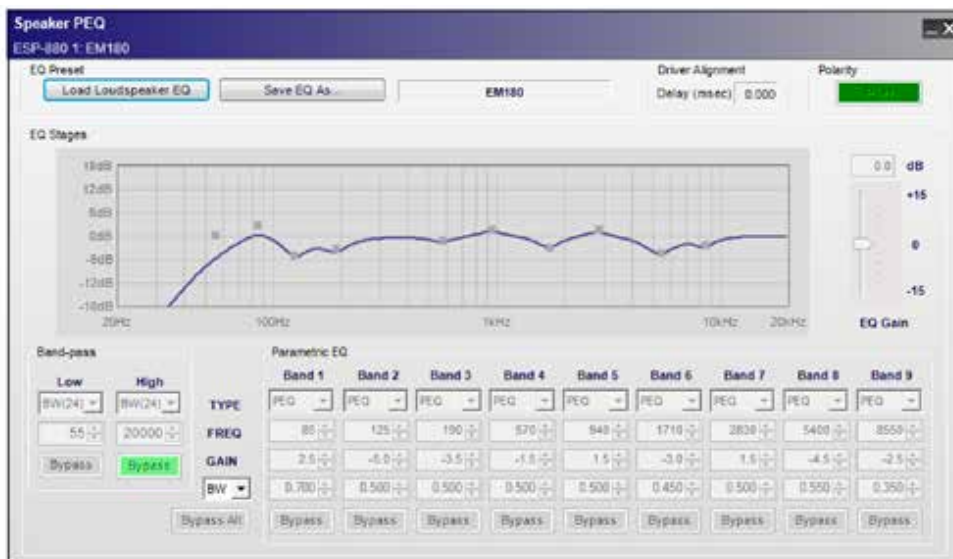 Speaker PEQ
ESP-880 1: EM180
EQ Preset
Load Loudspeaker EQ
Save EQ As...
EM180
Driver Alignment
Delay (msec) 0.000
Polarity
EQ Stages
18dB
12dB
6dB
0dB
-6dB
-12dB
-18dB
20Hz 100Hz 1kHz 10kHz 20kHz
0.0 dB
+15
0
-15
EQ Gain
Band-pass
Low High
BW(24) BW(24)
55 20000
Bypass Bypass
Parametric EQ
Band 1 Band 2 Band 3 Band 4 Band 5 Band 6 Band 7 Band 8 Band 9
TYPE PEQ PEQ PEQ PEQ PEQ PEQ PEQ PEQ PEQ
FREQ 125 190 570 940 1710 2830 5400 8550
GAIN 2.5 -5.0 -3.5 -1.5 1.5 -3.0 1.5 -4.5 -2.5
BW 0.700 0.500 0.500 0.500 0.500 0.450 0.500 0.550 0.350
Bypass All Bypass Bypass Bypass Bypass Bypass Bypass Bypass Bypass Bypass